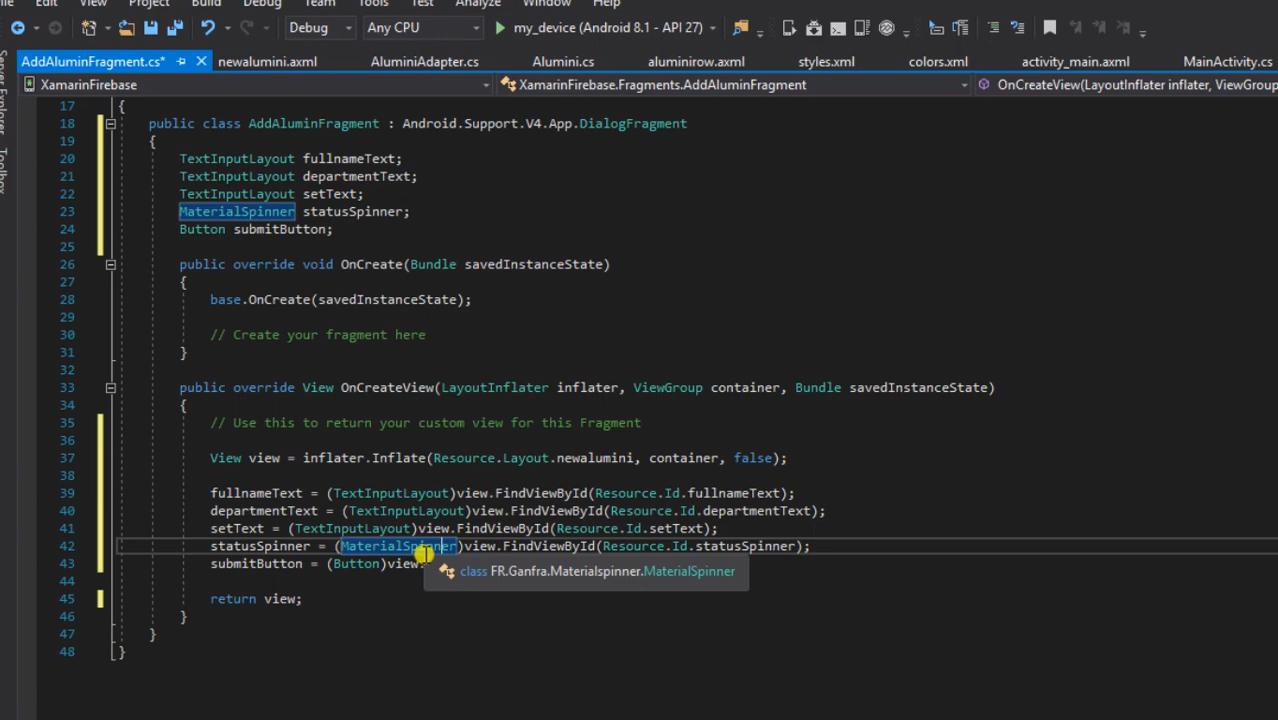 File Edit View Project Build Debug Team Tools Test Analyze Window Help
Debug Any CPU my_device (Android 8.1 - API 27)
AddAluminFragment.cs* newalumini.axml AluminiAdapter.cs Alumini.cs aluminirow.axml styles.xml colors.xml activity_main.axml MainActivity.cs
XamarinFirebase XamarinFirebase.Fragments.AddAluminFragment OnCreateView(LayoutInflater inflater, ViewGroup
Server Explorer
Toolbox
17 {
18 public class AddAluminFragment : Android.Support.V4.App.DialogFragment
19 {
20 TextInputLayout fullnameText;
21 TextInputLayout departmentText;
22 TextInputLayout setText;
23 MaterialSpinner statusSpinner;
24 Button submitButton;
25
26 public override void OnCreate(Bundle savedInstanceState)
27 {
28 base.OnCreate(savedInstanceState);
29
30 // Create your fragment here
31 }
32
33 public override View OnCreateView(LayoutInflater inflater, ViewGroup container, Bundle savedInstanceState)
34 {
35 // Use this to return your custom view for this Fragment
36
37 View view = inflater.Inflate(Resource.Layout.newalumini, container, false);
38
39 fullnameText = (TextInputLayout)view.FindViewById(Resource.Id.fullnameText);
40 departmentText = (TextInputLayout)view.FindViewById(Resource.Id.departmentText);
41 setText = (TextInputLayout)view.FindViewById(Resource.Id.setText);
42 statusSpinner = (MaterialSpinner)view.FindViewById(Resource.Id.statusSpinner);
43 submitButton = (Button)view.
class FR.Ganfra.Materialspinner.MaterialSpinner
44
45 return view;
46 }
47 }
48 }